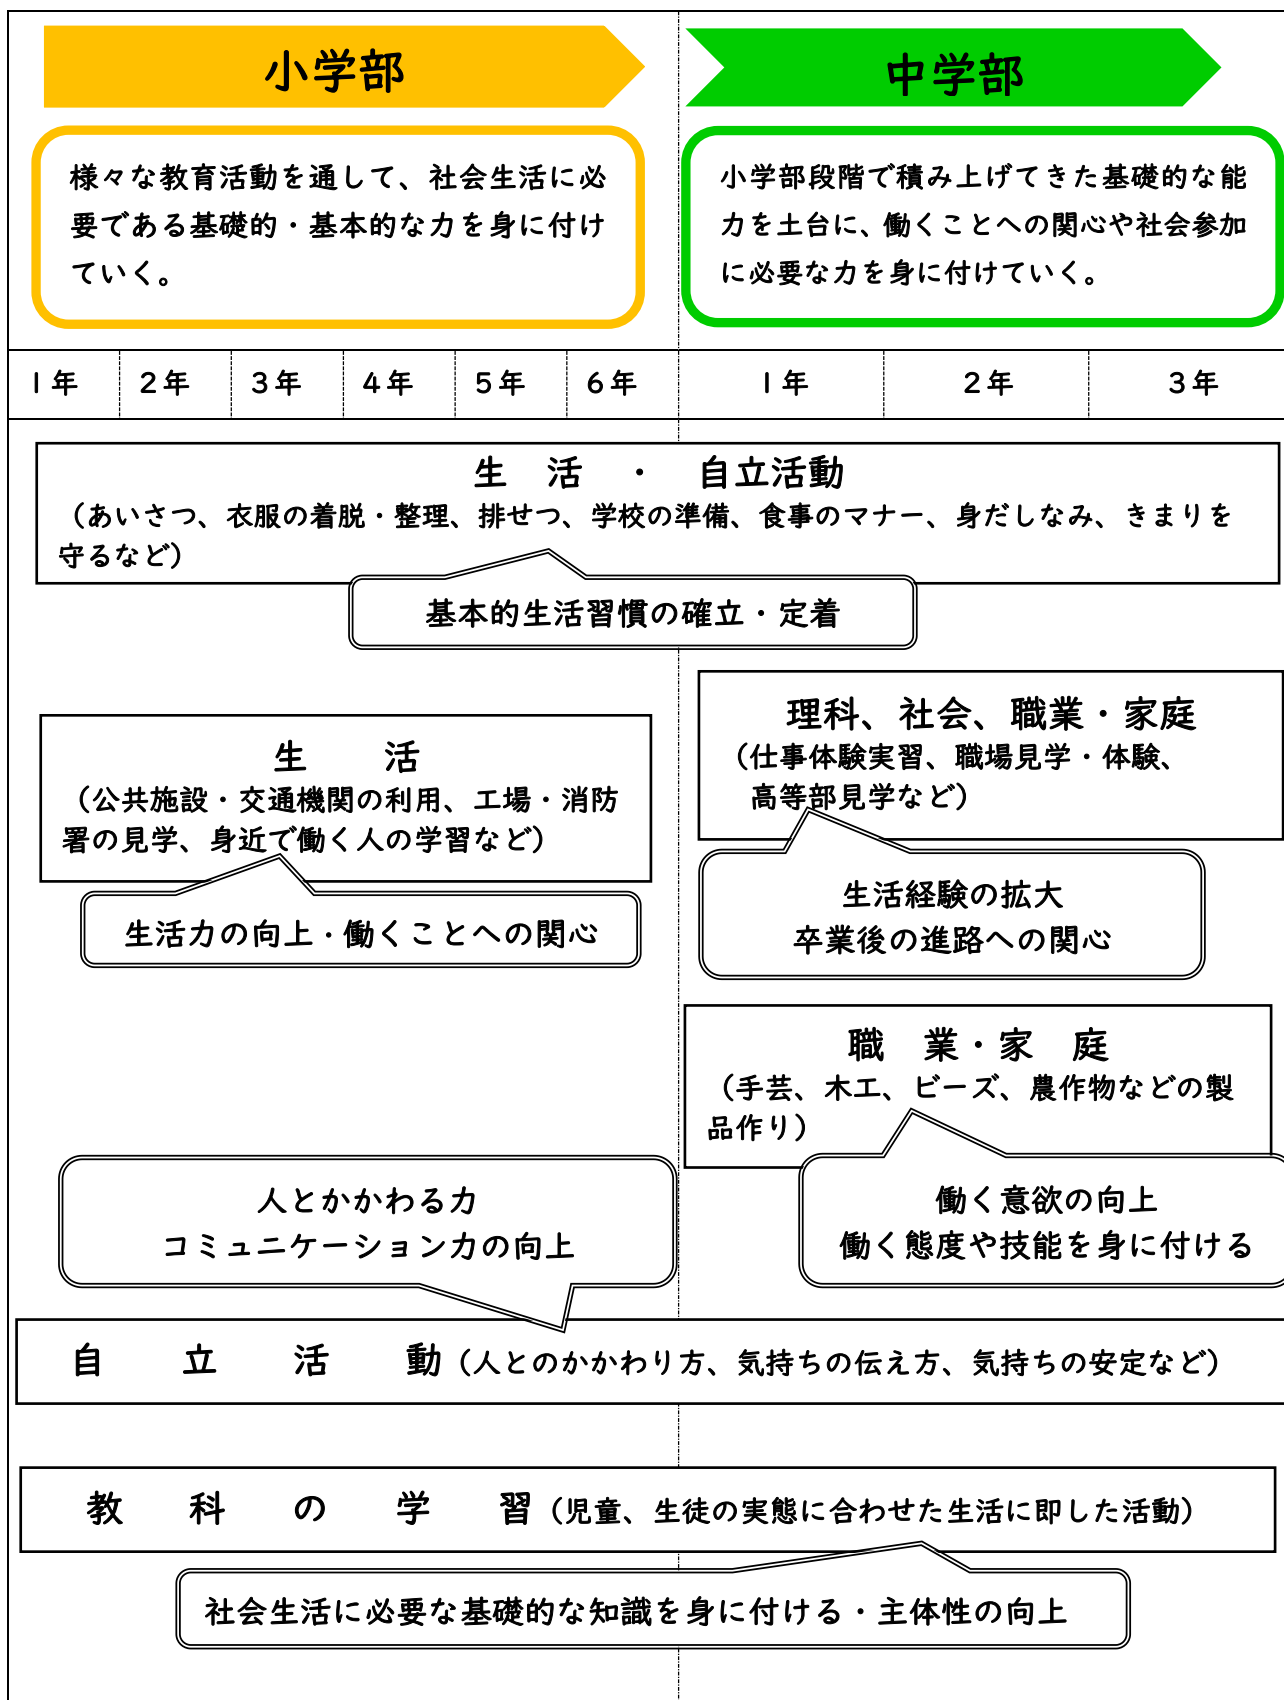 小学部
様々な教育活動を通して、社会生活に必
要である基礎的・基本的な力を身に付け
ていく。
中学部
小学部段階で積み上げてきた基礎的な能
力を土台に、働くことへの関心や社会参加
に必要な力を身に付けていく。
1年 2年 3年 4年 5年 6年 1年 2年 3年
生　活　・　自立活動
（あいさつ、衣服の着脱・整理、排せつ、学校の準備、食事のマナー、身だしなみ、きまりを
守るなど）
基本的生活習慣の確立・定着
生　　活
（公共施設・交通機関の利用、工場・消防
署の見学、身近で働く人の学習など）
生活力の向上・働くことへの関心
理科、社会、職業・家庭
（仕事体験実習、職場見学・体験、
高等部見学など）
生活経験の拡大
卒業後の進路への関心
職　業・家　庭
（手芸、木工、ビーズ、農作物などの製
品作り）
働く意欲の向上
働く態度や技能を身に付ける
人とかかわる力
コミュニケーション力の向上
自　　立　　活　　動（人とのかかわり方、気持ちの伝え方、気持ちの安定など）
教　科　の　学　習（児童、生徒の実態に合わせた生活に即した活動）
社会生活に必要な基礎的な知識を身に付ける・主体性の向上